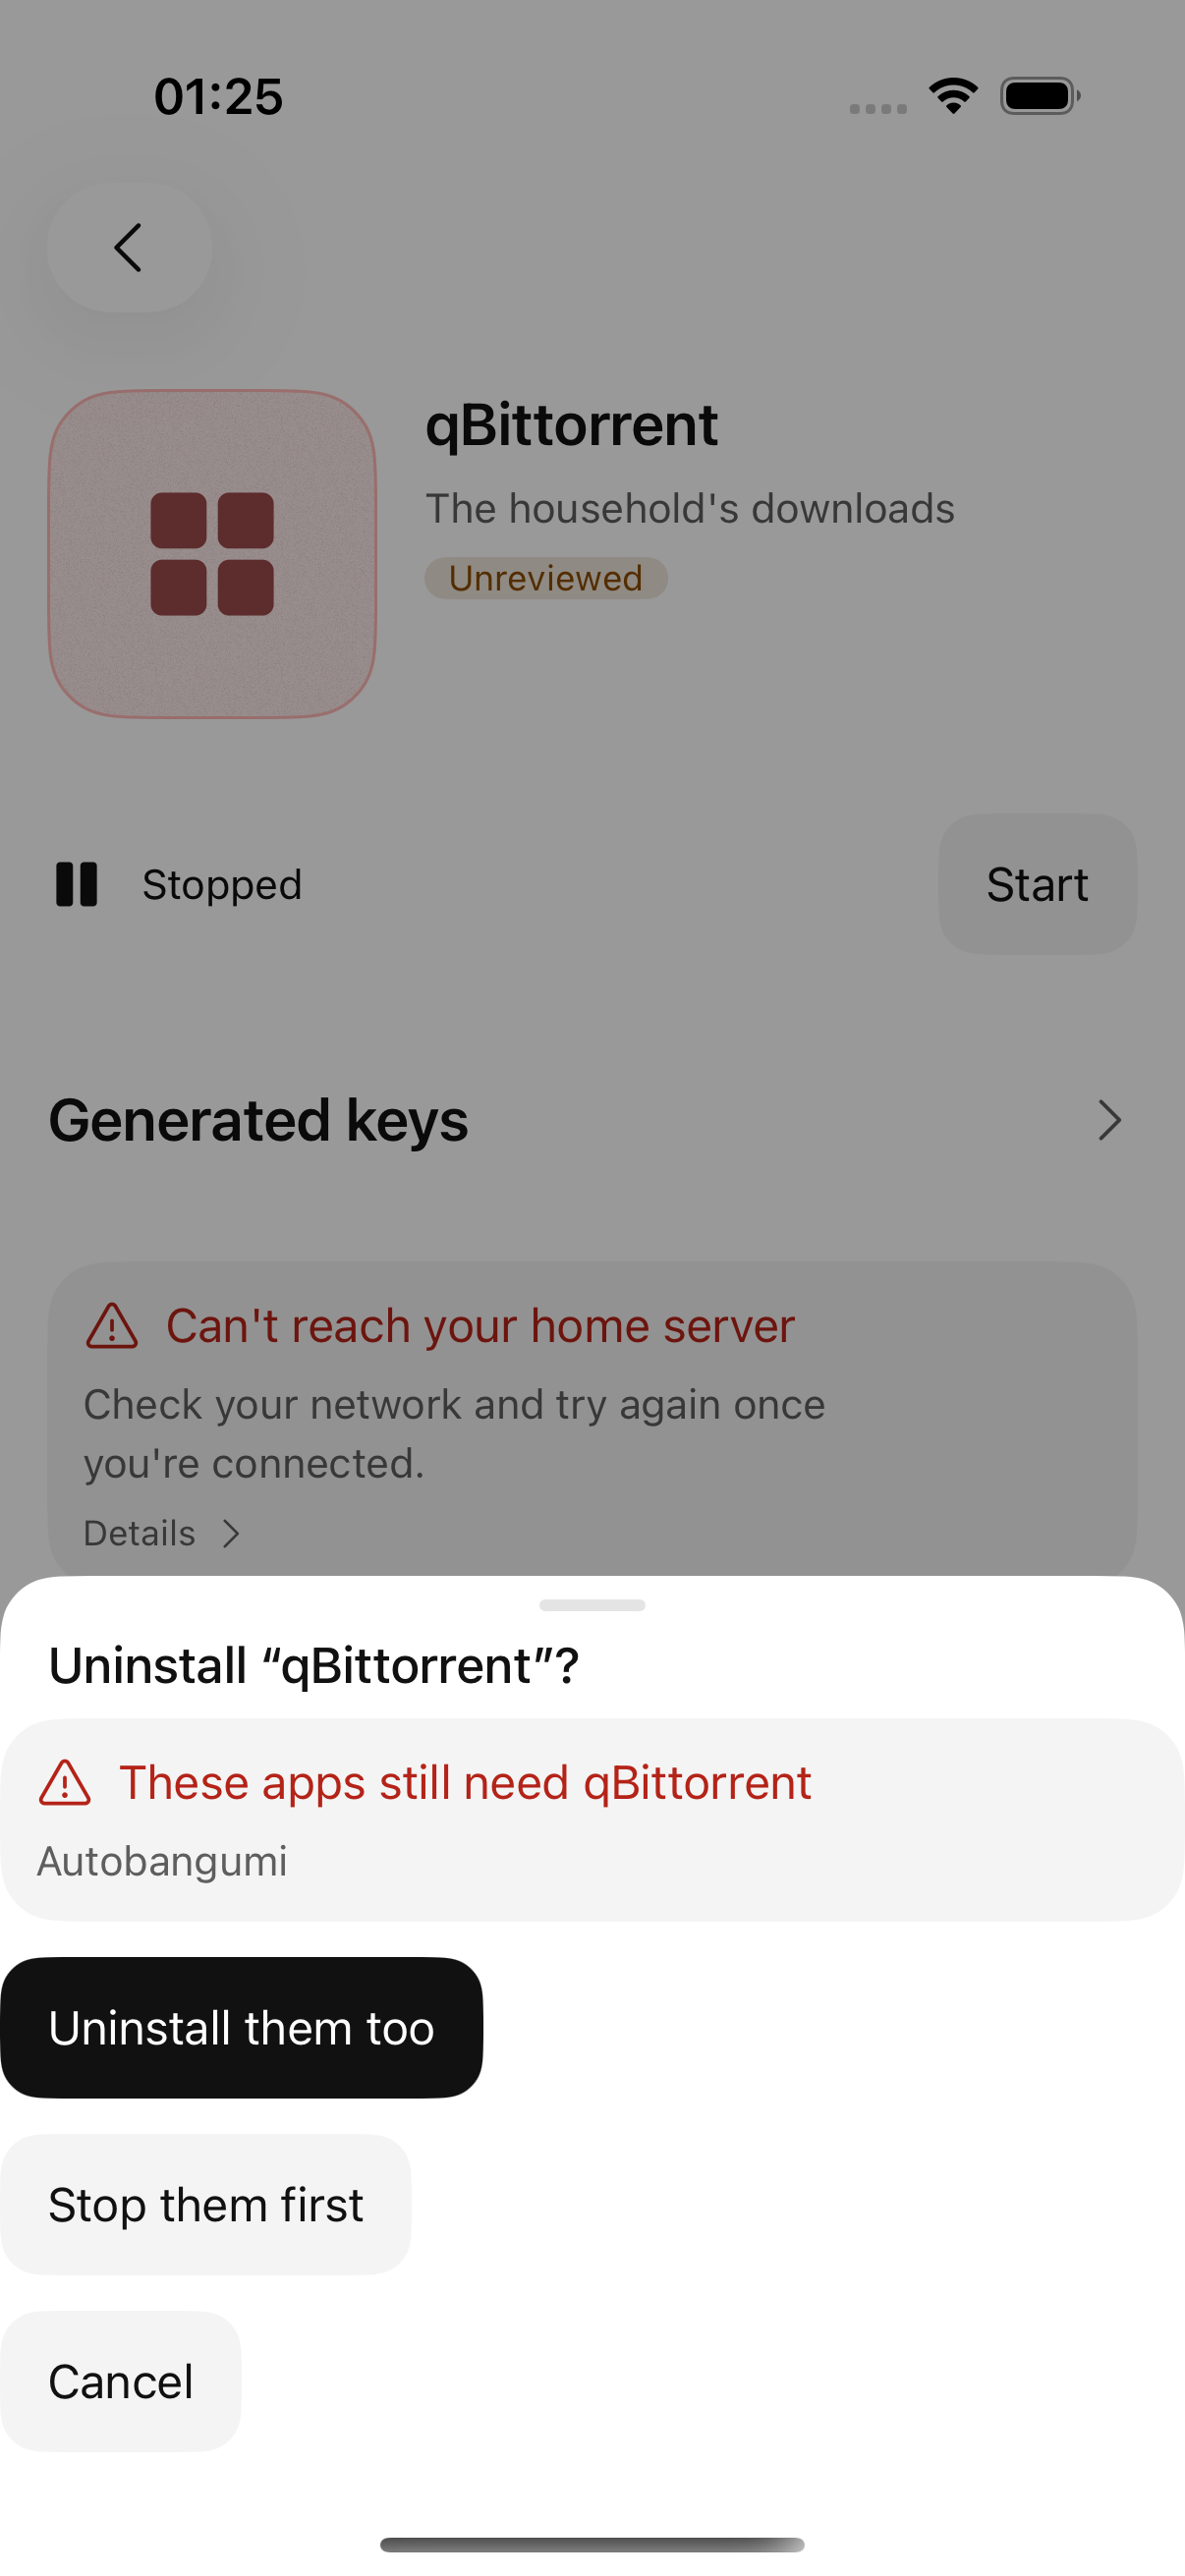 01:25
qBittorrent
The household's downloads
Unreviewed
Stopped
Start
Generated keys
Can't reach your home server
Check your network and try again once
you're connected.
Details
Uninstall “qBittorrent”?
These apps still need qBittorrent
Autobangumi
Uninstall them too
Stop them first
Cancel